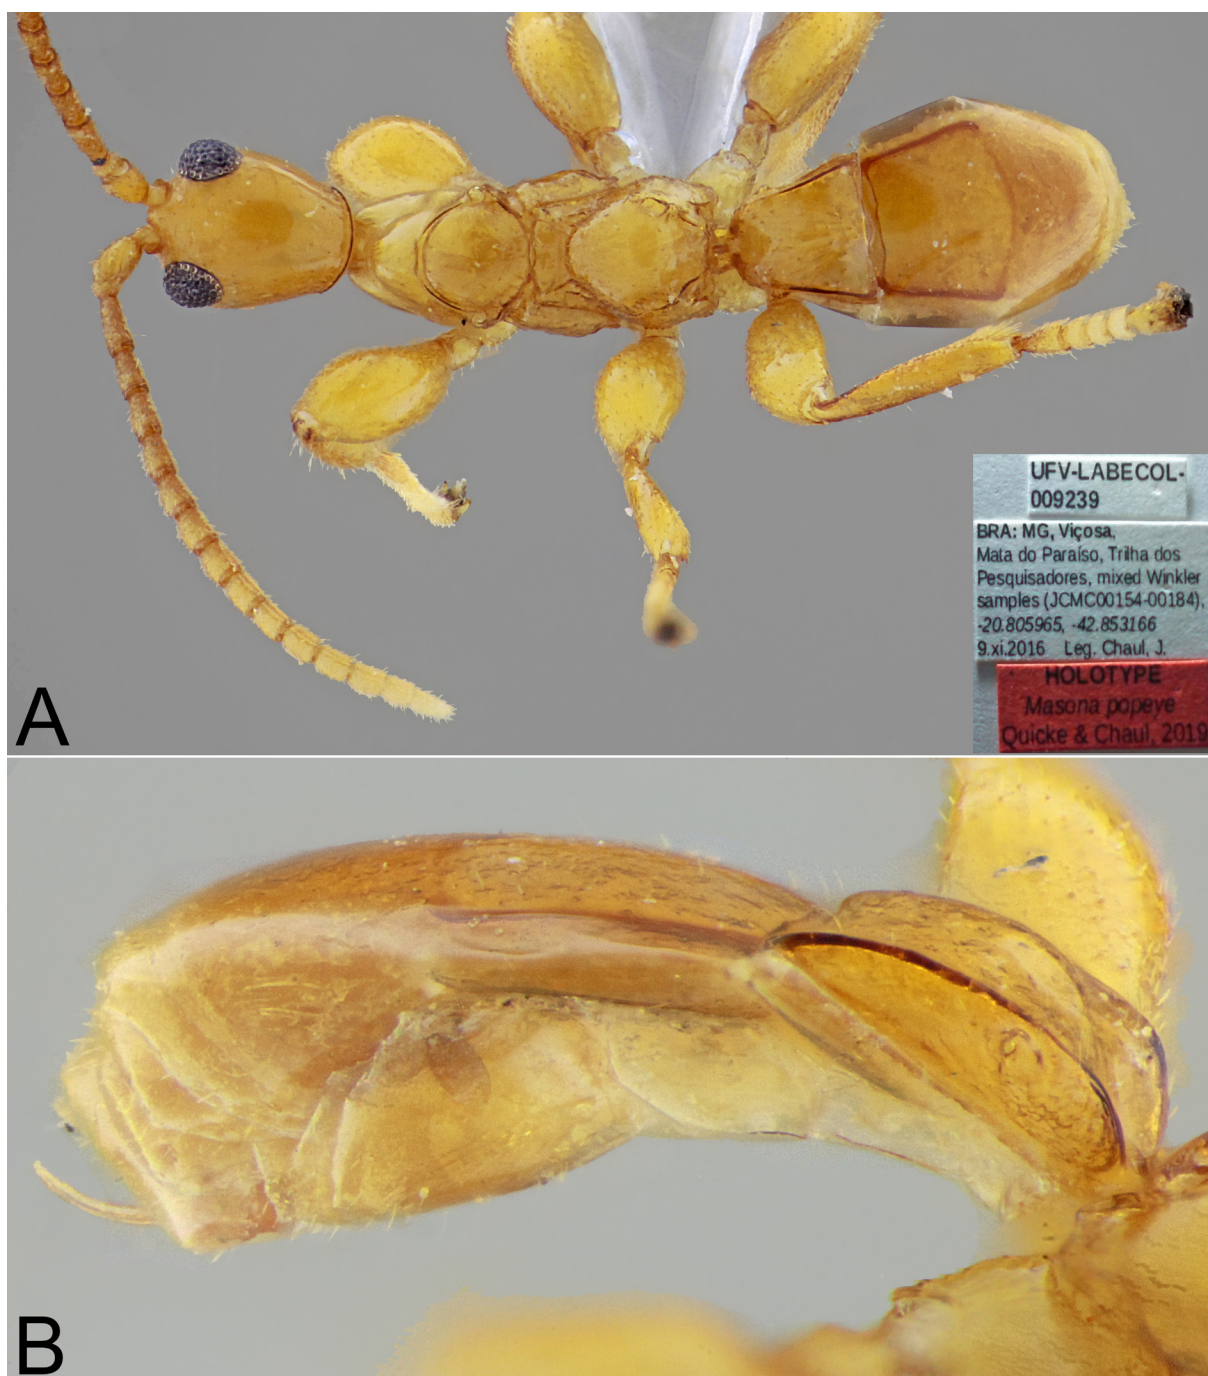 UFV-LABECOL-
009239
BRA: MG, Viçosa,
Mata do Paraíso, Trilha dos
Pesquisadores, mixed Winkler
samples (JCMC00154-00184),
-20.805965, -42.853166
9.xi.2016 Leg. Chaul, J.
HOLOTYPE
Masona popeye
Quicke & Chaul, 2019
A
B